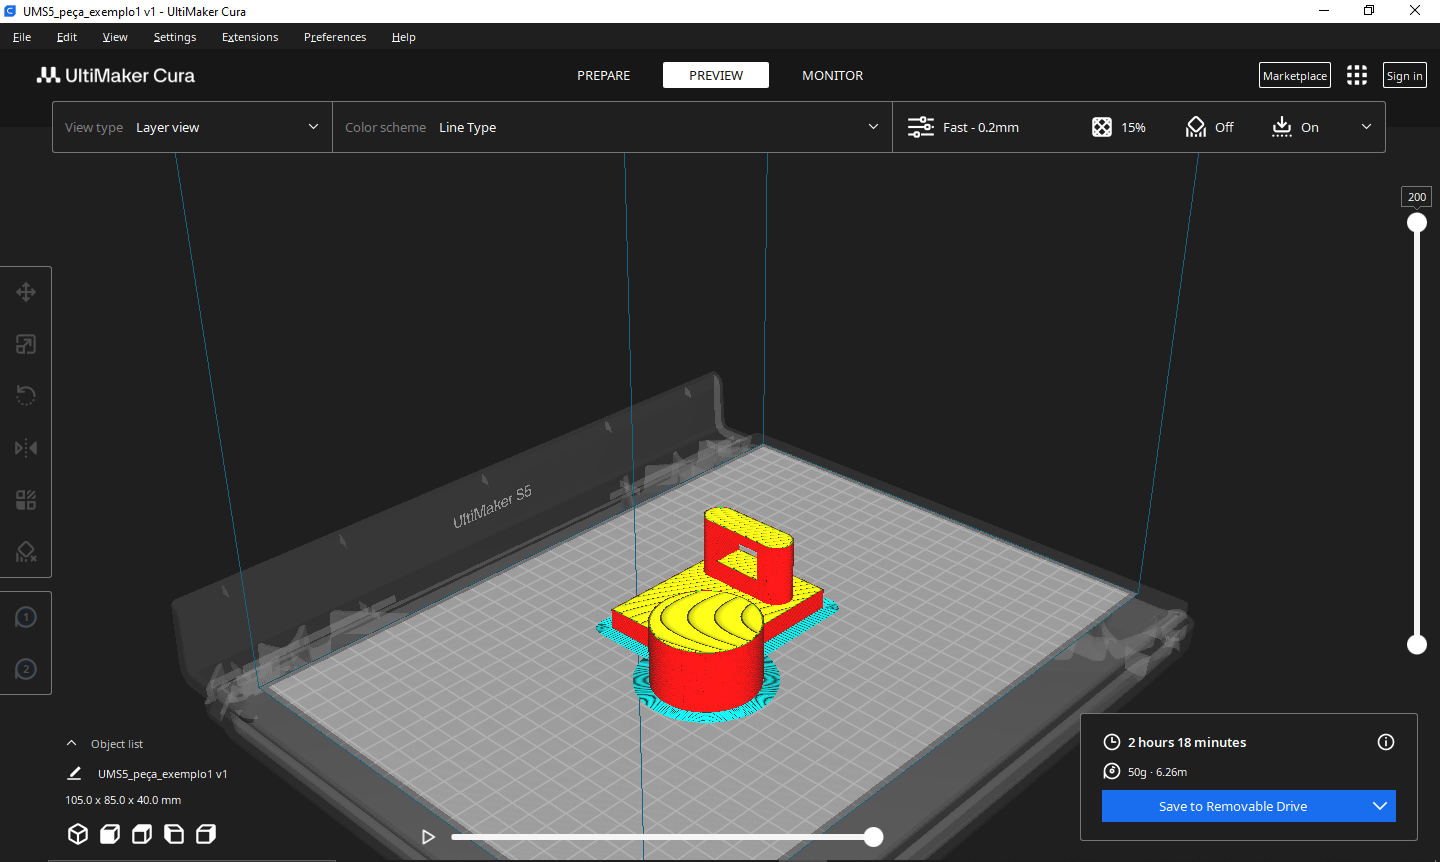 UMS5_peça_exemplo1 v1 - UltiMaker Cura
File Edit View Settings Extensions Preferences Help
UltiMaker Cura
PREPARE PREVIEW MONITOR
Marketplace Sign in
View type Layer view Color scheme Line Type Fast - 0.2mm 15% Off On
200
UltiMaker S5
1
2
Object list
UMS5_peça_exemplo1 v1
105.0 x 85.0 x 40.0 mm
2 hours 18 minutes
50g · 6.26m
Save to Removable Drive